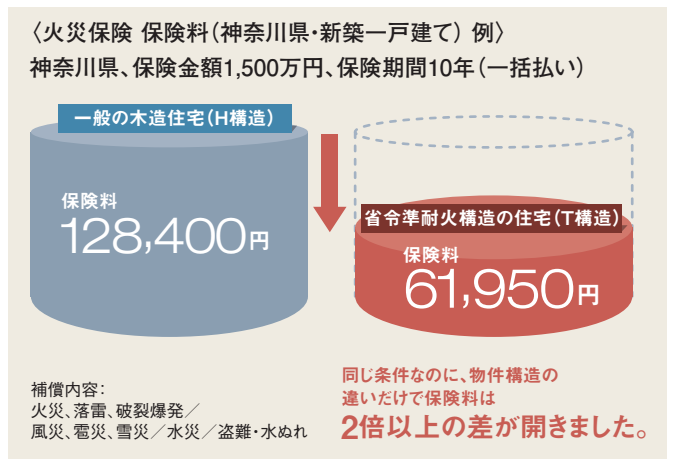 〈火災保険 保険料(神奈川県・新築一戸建て) 例〉
神奈川県、保険金額1,500万円、保険期間10年(一括払い)
一般の木造住宅(H構造)
保険料
128,400円
省令準耐火構造の住宅(T構造)
保険料
61,950円
補償内容:
火災、落雷、破裂爆発/
風災、雹災、雪災/水災/盗難・水ぬれ
同じ条件なのに、物件構造の
違いだけで保険料は
2倍以上の差が開きました。